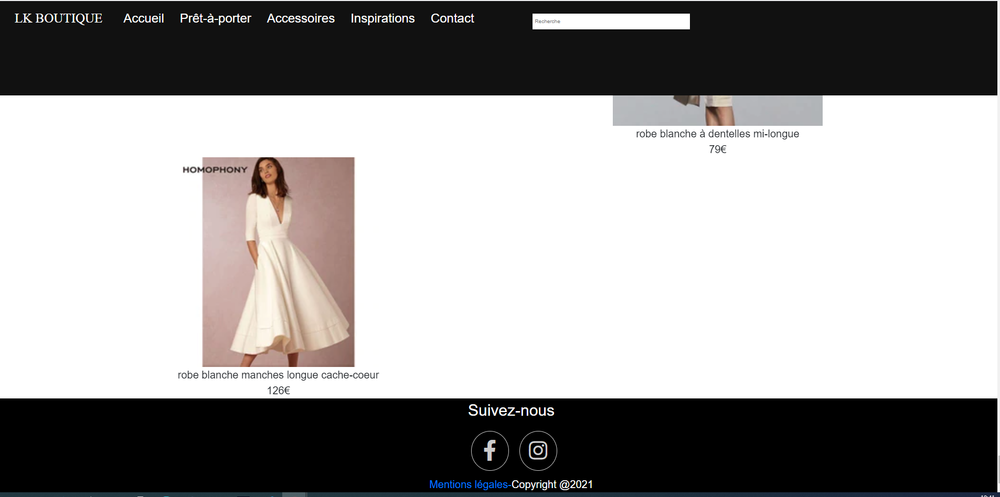 LK BOUTIQUE Accueil Prêt-à-porter Accessoires Inspirations Contact Recherche
robe blanche à dentelles mi-longue
79€
HOMOPHONY
robe blanche manches longue cache-coeur
126€
Suivez-nous
Mentions légales-Copyright @2021